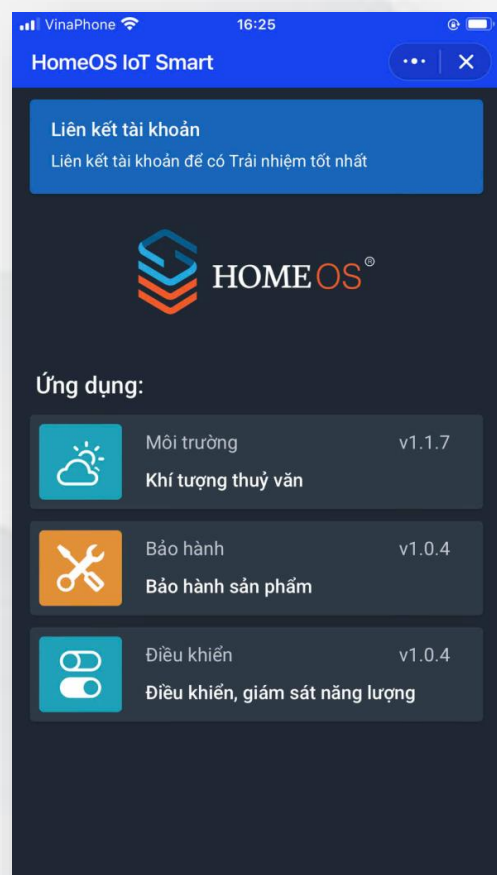 VinaPhone 16:25
HomeOS IoT Smart
Liên kết tài khoản
Liên kết tài khoản để có Trải nhiệm tốt nhất
HOME OS ®
Ứng dụng:
Môi trường v1.1.7
Khí tượng thuỷ văn
Bảo hành v1.0.4
Bảo hành sản phẩm
Điều khiển v1.0.4
Điều khiển, giám sát năng lượng